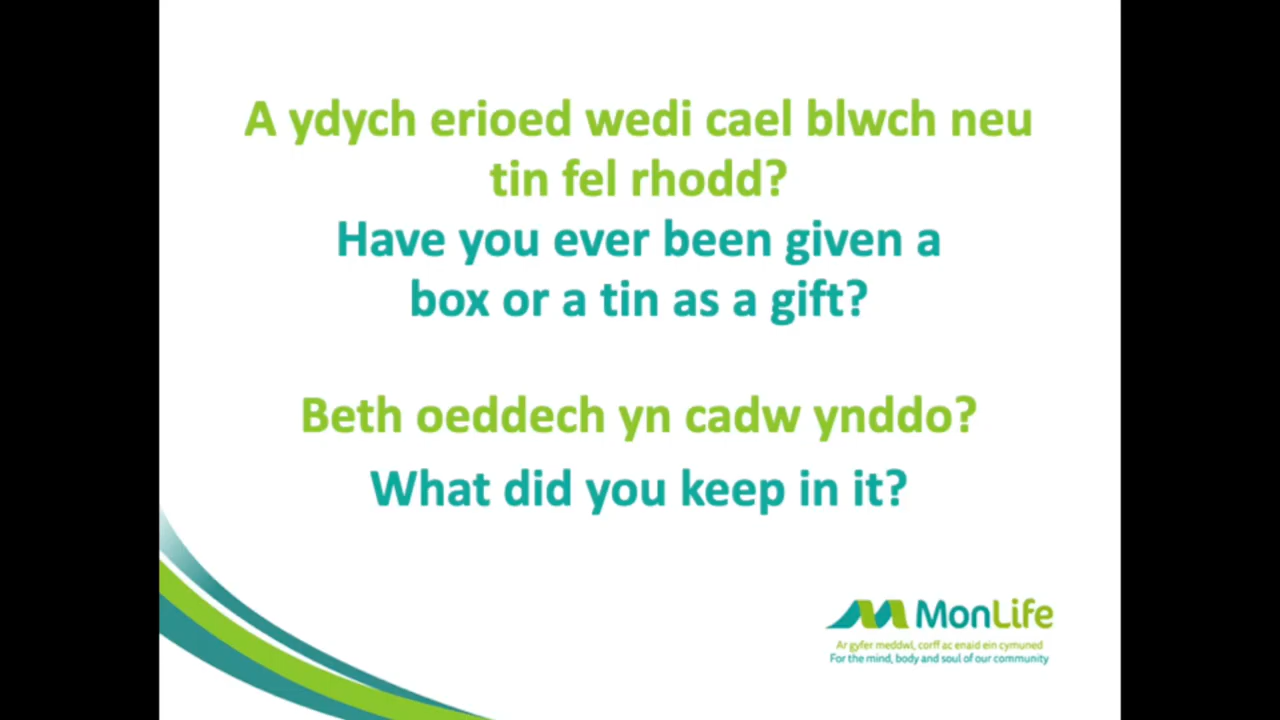 A ydych erioed wedi cael blwch neu
tin fel rhodd?
Have you ever been given a
box or a tin as a gift?
Beth oeddech yn cadw ynddo?
What did you keep in it?
MonLife
Ar gyfer meddwl, corff ac enaid ein cymuned
For the mind, body and soul of our community